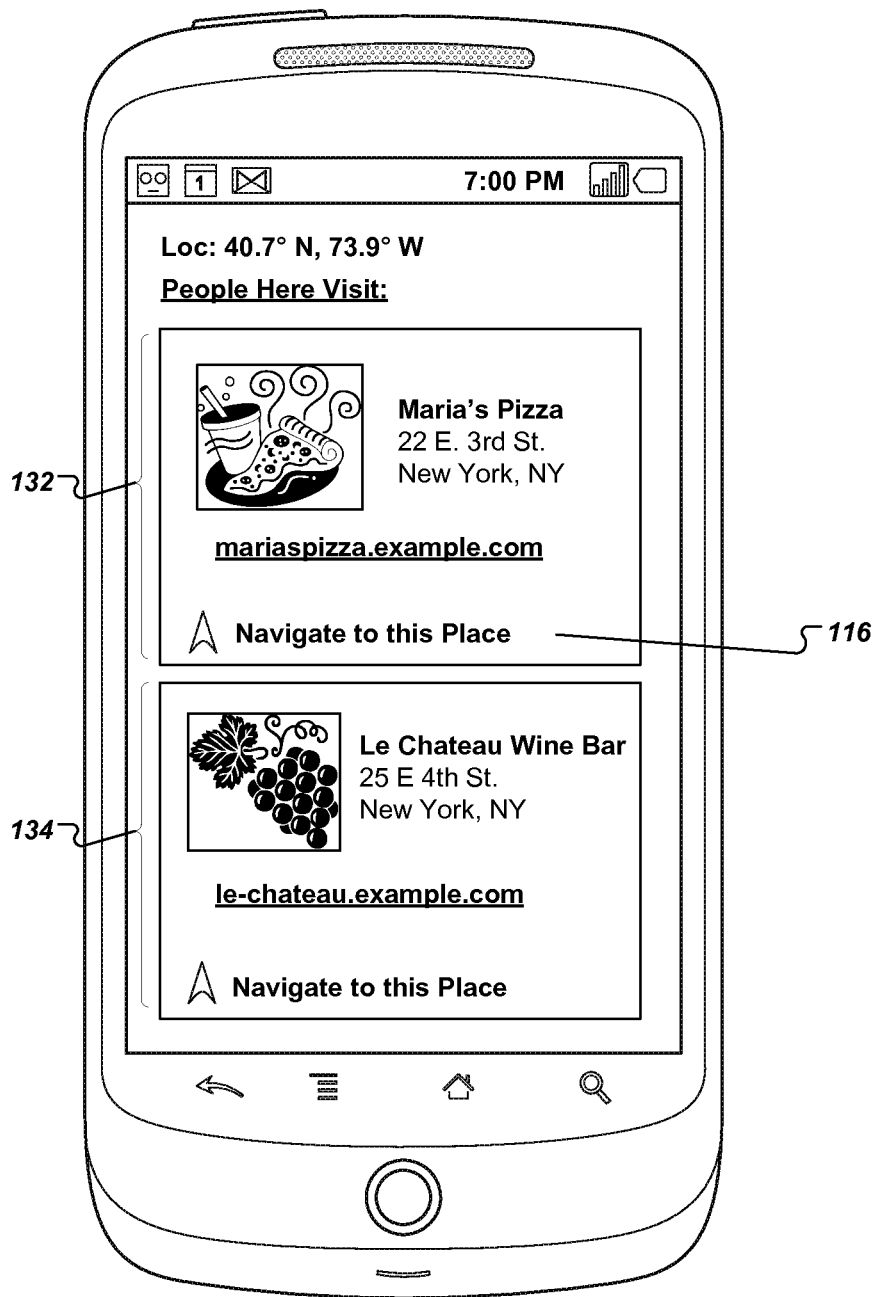 1
7:00 PM
Loc: 40.7° N, 73.9° W
People Here Visit:
Maria's Pizza
22 E. 3rd St.
New York, NY
132
mariaspizza.example.com
Navigate to this Place
116
Le Chateau Wine Bar
25 E 4th St.
New York, NY
134
le-chateau.example.com
Navigate to this Place